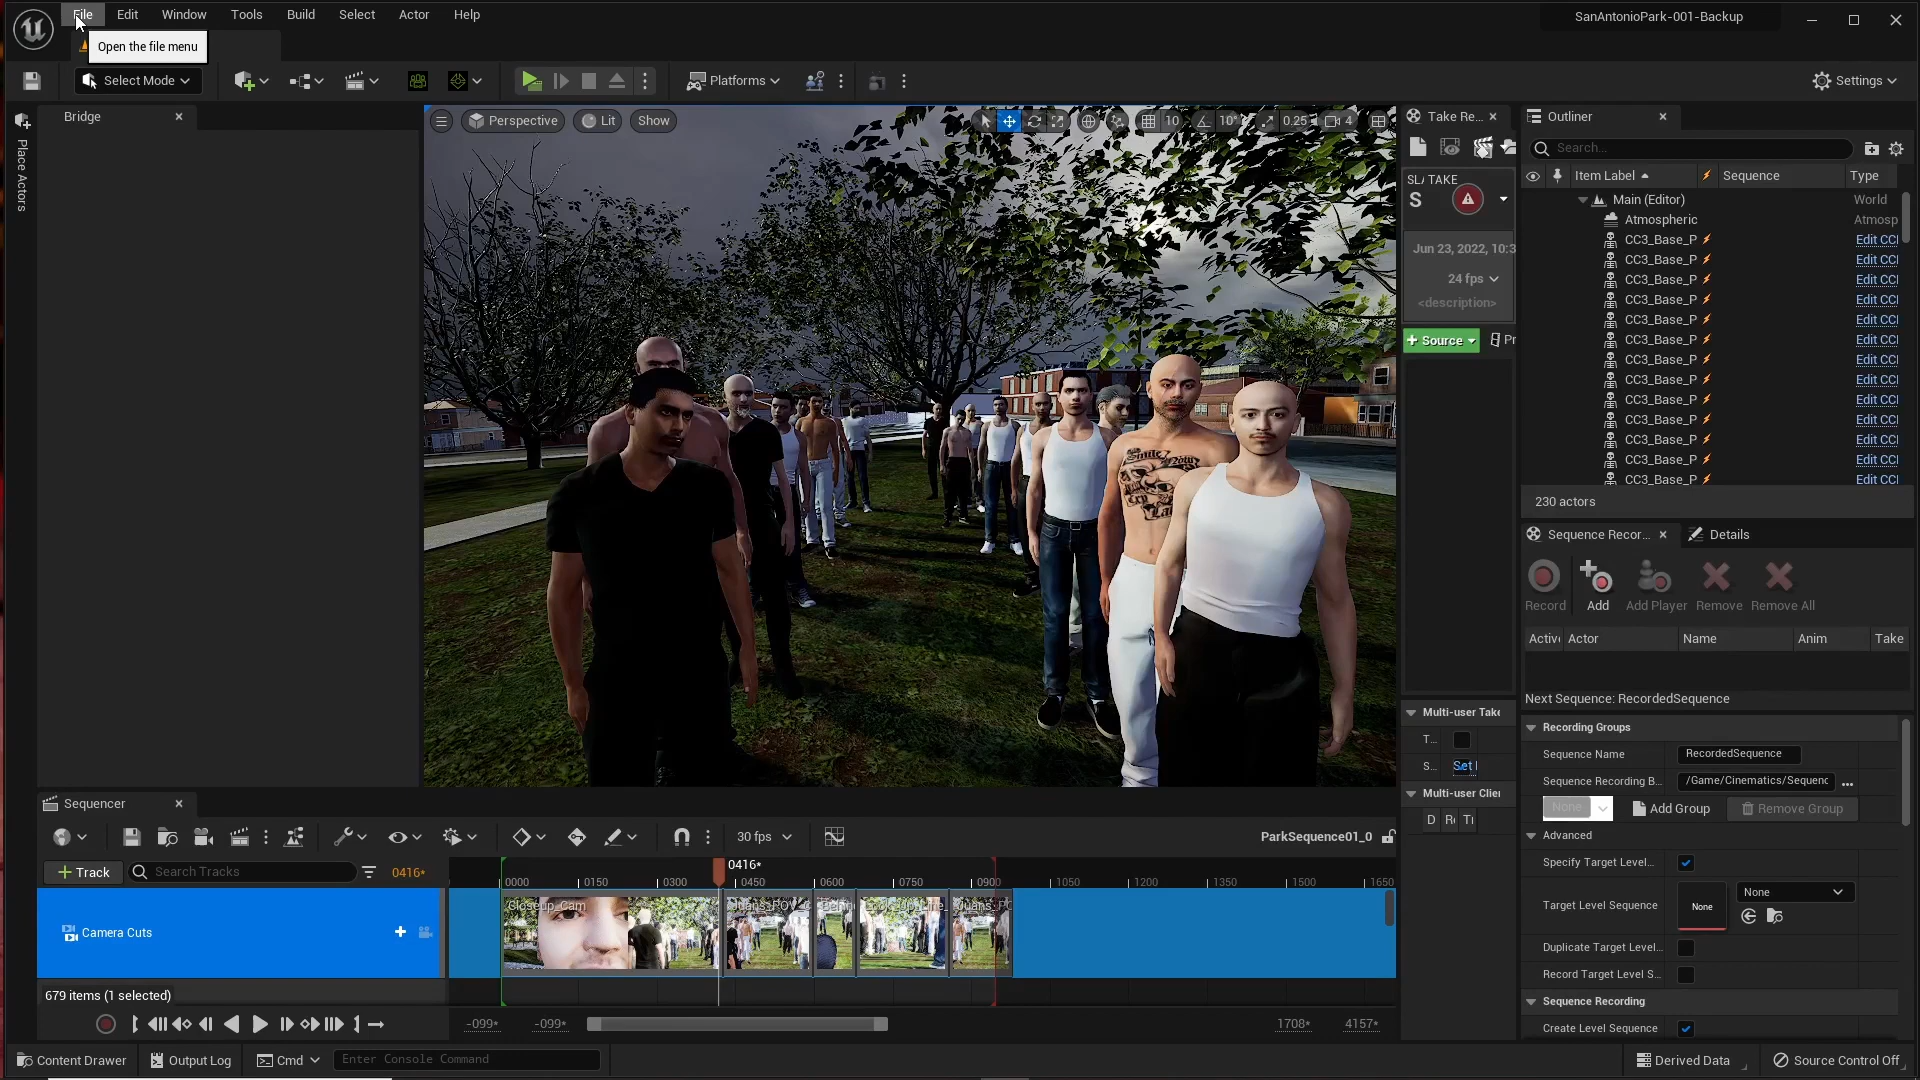 File Edit Window Tools Build Select Actor Help
SanAntonioPark-001-Backup
Open the file menu
Select Mode
Platforms
Settings
Bridge
Place Actors
Perspective
Lit
Show
10
10°
0.25
4
Take Re...
SL/ TAKE
S
Jun 23, 2022, 10:3
24 fps
<description>
Source
Pr
Multi-user Take
T...
S...
Set
Multi-user Clie
D
Outliner
Search...
Item Label
Sequence
Type
Main (Editor)
World
Atmospheric
Atmosp
CC3_Base_P
Edit CC
CC3_Base_P
Edit CC
CC3_Base_P
Edit CC
CC3_Base_P
Edit CC
CC3_Base_P
Edit CC
CC3_Base_P
Edit CC
CC3_Base_P
Edit CC
CC3_Base_P
Edit CC
CC3_Base_P
Edit CC
CC3_Base_P
Edit CC
CC3_Base_P
Edit CC
CC3_Base_P
Edit CC
CC3_Base_P
Edit CC
230 actors
Sequence Recor...
Details
Record
Add
Add Player
Remove
Remove All
Activ
Actor
Name
Anim
Take
Next Sequence: RecordedSequence
Recording Groups
Sequence Name
RecordedSequence
Sequence Recording B...
/Game/Cinematics/Sequenc
None
Add Group
Remove Group
Advanced
Specify Target Level...
Target Level Sequence
None
None
Duplicate Target Level...
Record Target Level S...
Sequence Recording
Create Level Sequence
Sequencer
30 fps
ParkSequence01_0
Track
Search Tracks
0416*
0416*
0000 0150 0300 0450 0600 0750 0900 1050 1200 1350 1500 1650
Camera Cuts
Closeup_Cam
Juans_POV_C
679 items (1 selected)
-099*
-099*
1708*
4157*
Content Drawer
Output Log
Cmd
Enter Console Command
Derived Data
Source Control Off